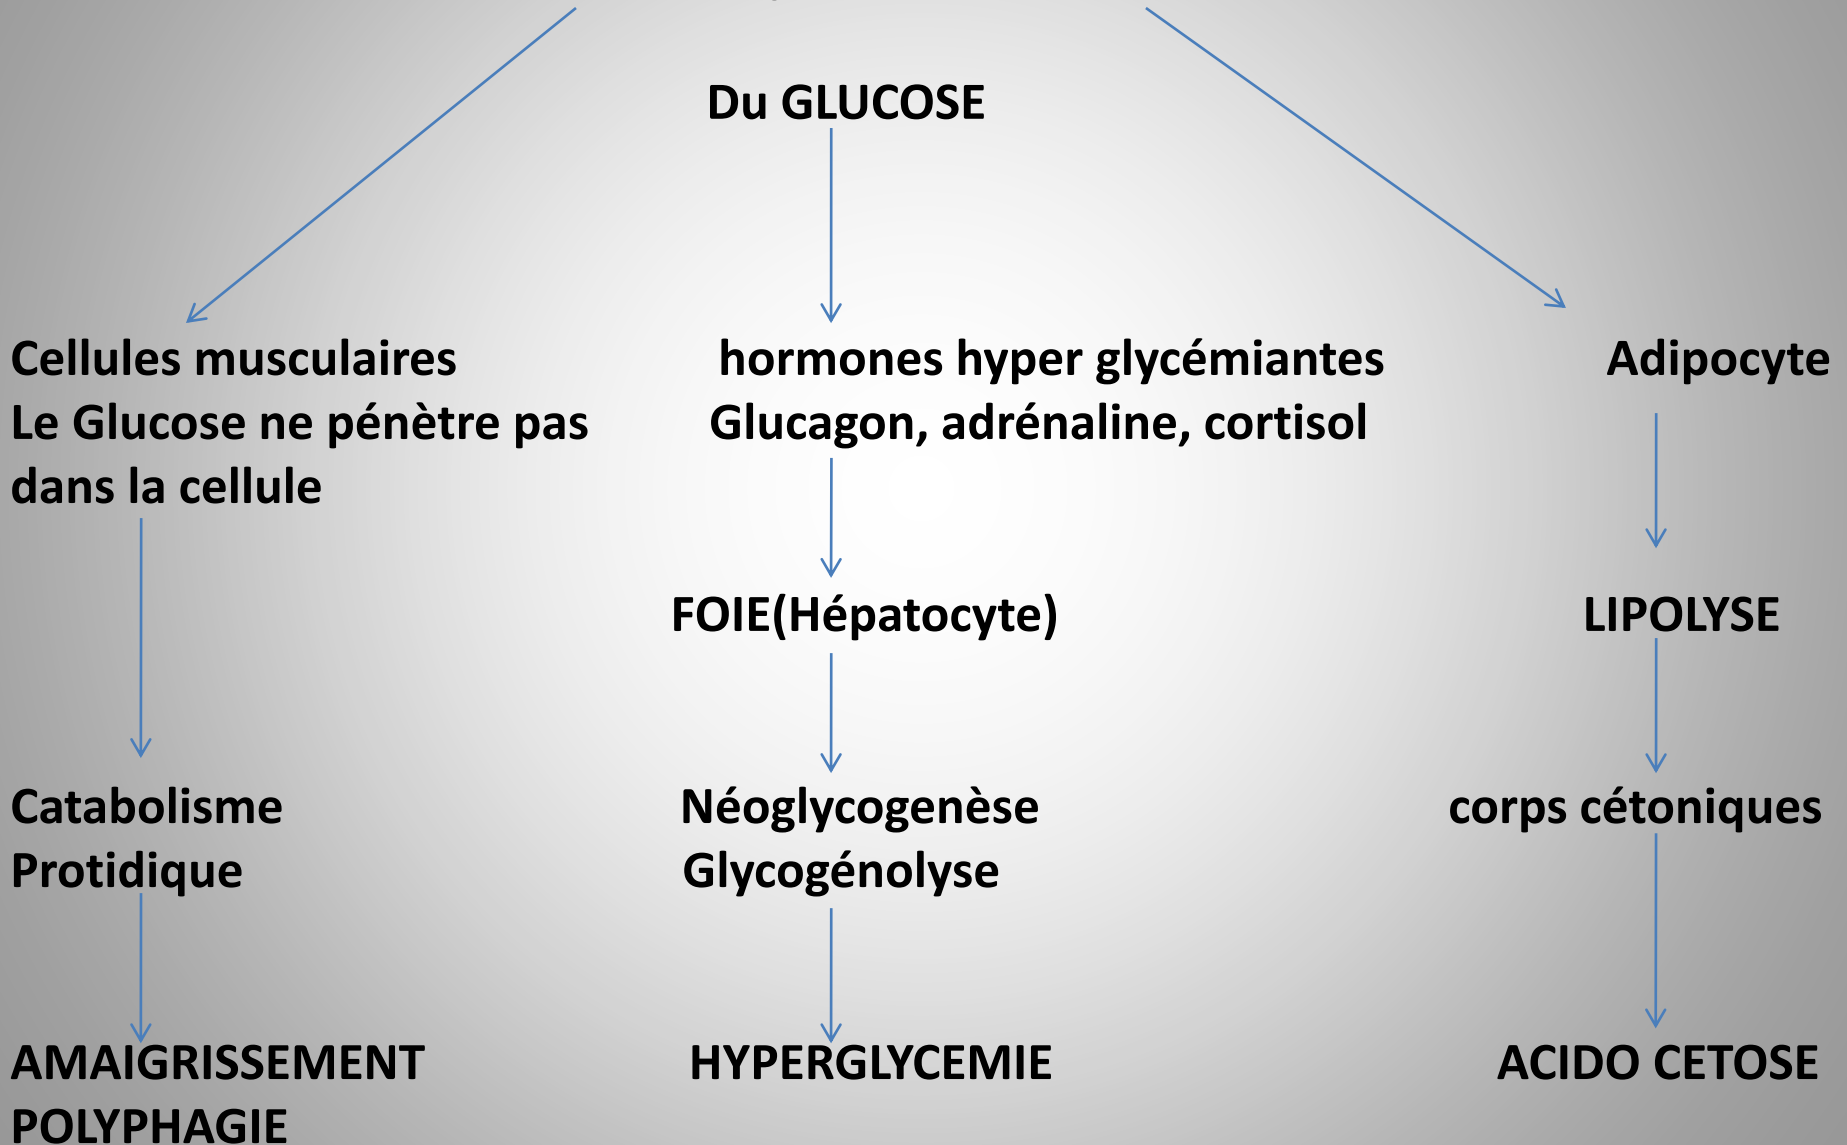 Du GLUCOSE
Cellules musculaires
Le Glucose ne pénètre pas
dans la cellule
hormones hyper glycémiantes
Glucagon, adrénaline, cortisol
Adipocyte
FOIE(Hépatocyte)
LIPOLYSE
Catabolisme
Protidique
Néoglycogenèse
Glycogénolyse
corps cétoniques
AMAIGRISSEMENT
POLYPHAGIE
HYPERGLYCEMIE
ACIDO CETOSE